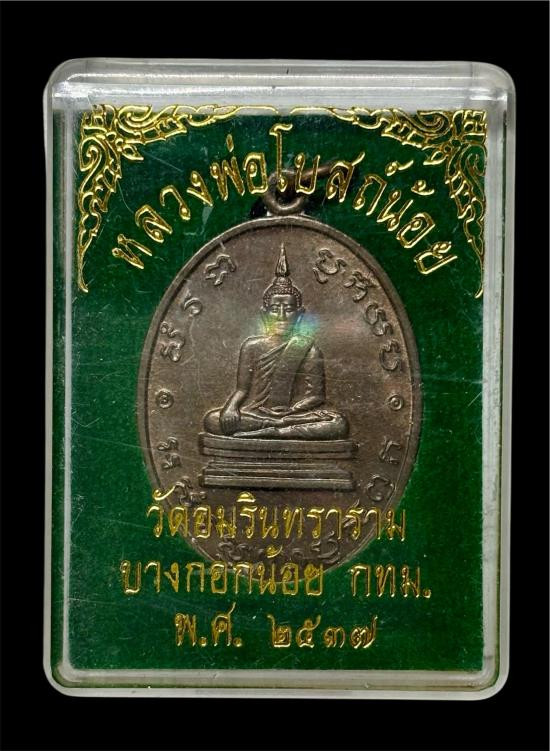 หลวงพ่อโบสถ์น้อย
วัดอมรินทราราม
บางกอกน้อย กทม.
พ.ศ. ๒๕๓๗